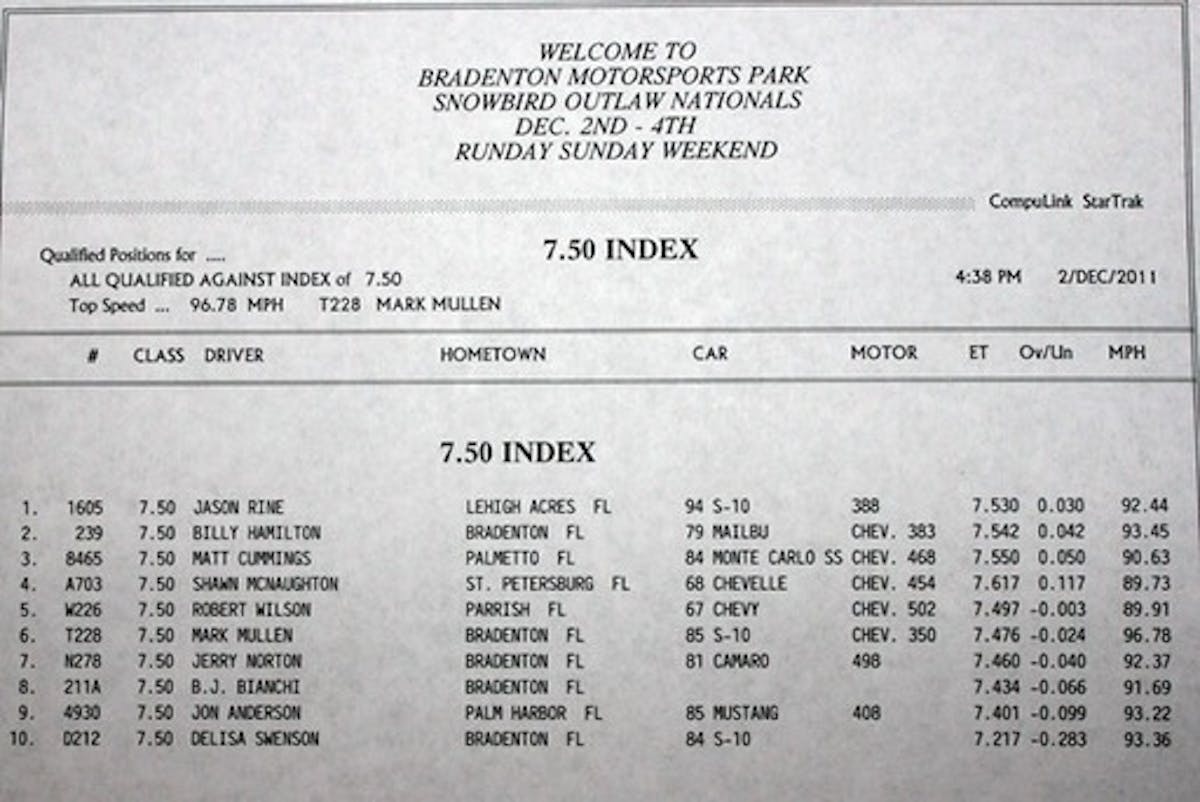 WELCOME TO
BRADENTON MOTORSPORTS PARK
SNOWBIRD OUTLAW NATIONALS
DEC. 2ND - 4TH
RUNDAY SUNDAY WEEKEND
CompuLink StarTrak
Qualified Positions for .... 7.50 INDEX
ALL QUALIFIED AGAINST INDEX of 7.50 4:38 PM 2/DEC/2011
Top Speed ... 96.78 MPH T228 MARK MULLEN
# CLASS DRIVER HOMETOWN CAR MOTOR ET Ov/Un MPH
7.50 INDEX
1. 1605 7.50 JASON RINE LEHIGH ACRES FL 94 S-10 388 7.530 0.030 92.44
2. 239 7.50 BILLY HAMILTON BRADENTON FL 79 MAILBU CHEV. 383 7.542 0.042 93.45
3. 8465 7.50 MATT CUMMINGS PALMETTO FL 84 MONTE CARLO SS CHEV. 468 7.550 0.050 90.63
4. A703 7.50 SHAWN MCNAUGHTON ST. PETERSBURG FL 68 CHEVELLE CHEV. 454 7.617 0.117 89.73
5. W226 7.50 ROBERT WILSON PARRISH FL 67 CHEVY CHEV. 502 7.497 -0.003 89.91
6. T228 7.50 MARK MULLEN BRADENTON FL 85 S-10 CHEV. 350 7.476 -0.024 96.78
7. N278 7.50 JERRY NORTON BRADENTON FL 81 CAMARO 498 7.460 -0.040 92.37
8. 211A 7.50 B.J. BIANCHI BRADENTON FL 7.434 -0.066 91.69
9. 4930 7.50 JON ANDERSON PALM HARBOR FL 85 MUSTANG 408 7.401 -0.099 93.22
10. D212 7.50 DELISA SWENSON BRADENTON FL 84 S-10 7.217 -0.283 93.36